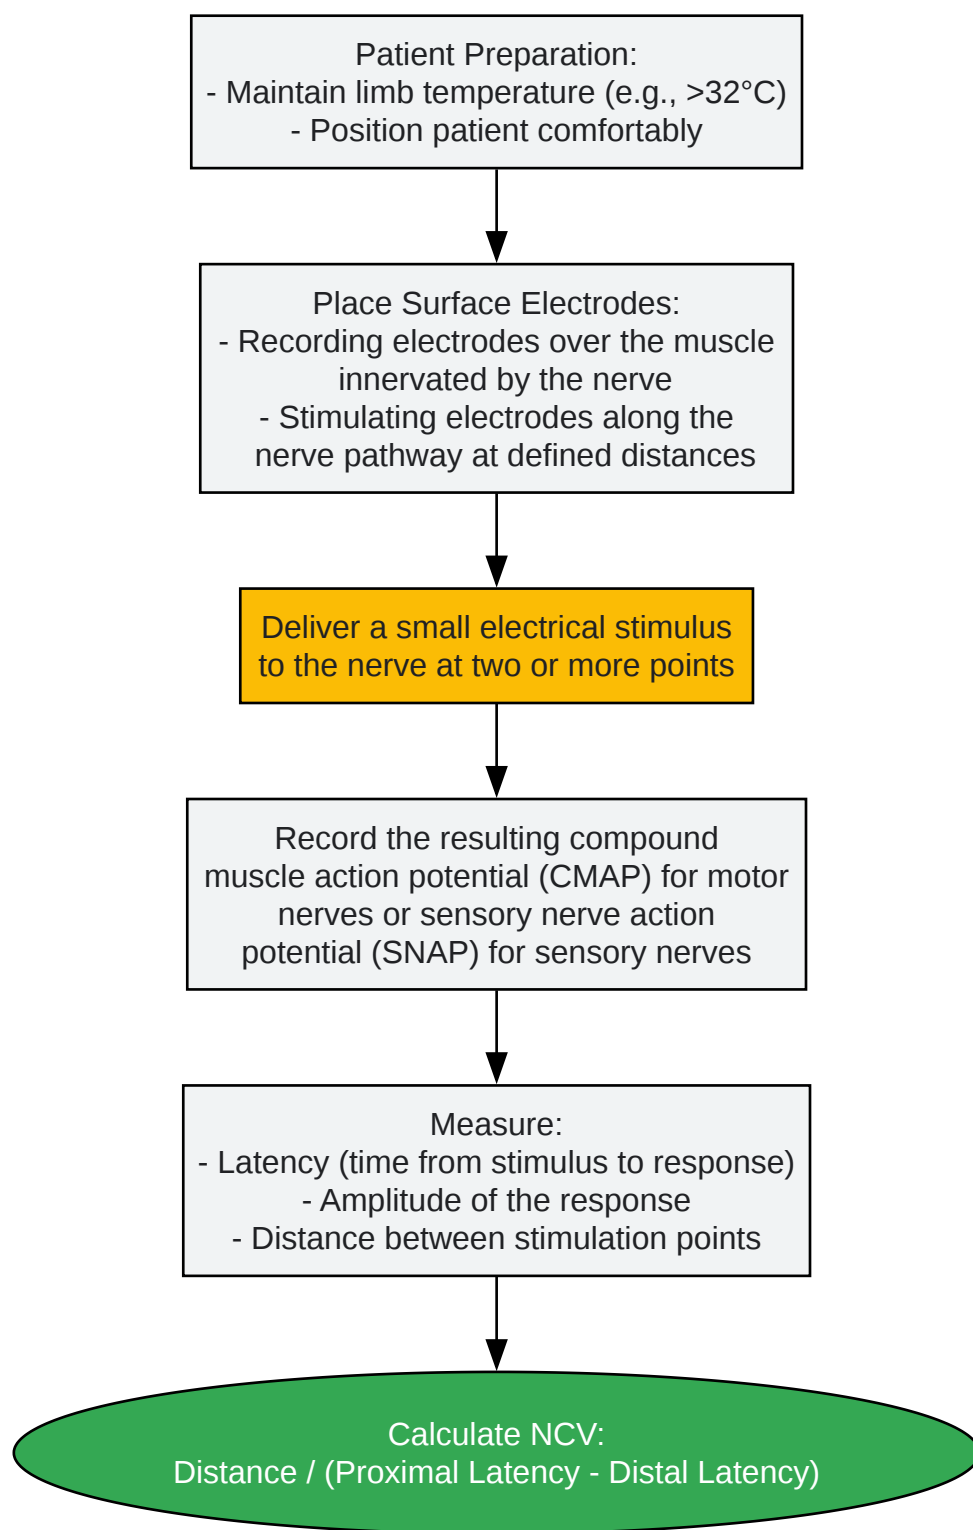 Patient Preparation:
- Maintain limb temperature (e.g., >32°C)
- Position patient comfortably
Place Surface Electrodes:
- Recording electrodes over the muscle
innervated by the nerve
- Stimulating electrodes along the
nerve pathway at defined distances
Deliver a small electrical stimulus
to the nerve at two or more points
Record the resulting compound
muscle action potential (CMAP) for motor
nerves or sensory nerve action
potential (SNAP) for sensory nerves
Measure:
- Latency (time from stimulus to response)
- Amplitude of the response
- Distance between stimulation points
Calculate NCV:
Distance / (Proximal Latency - Distal Latency)